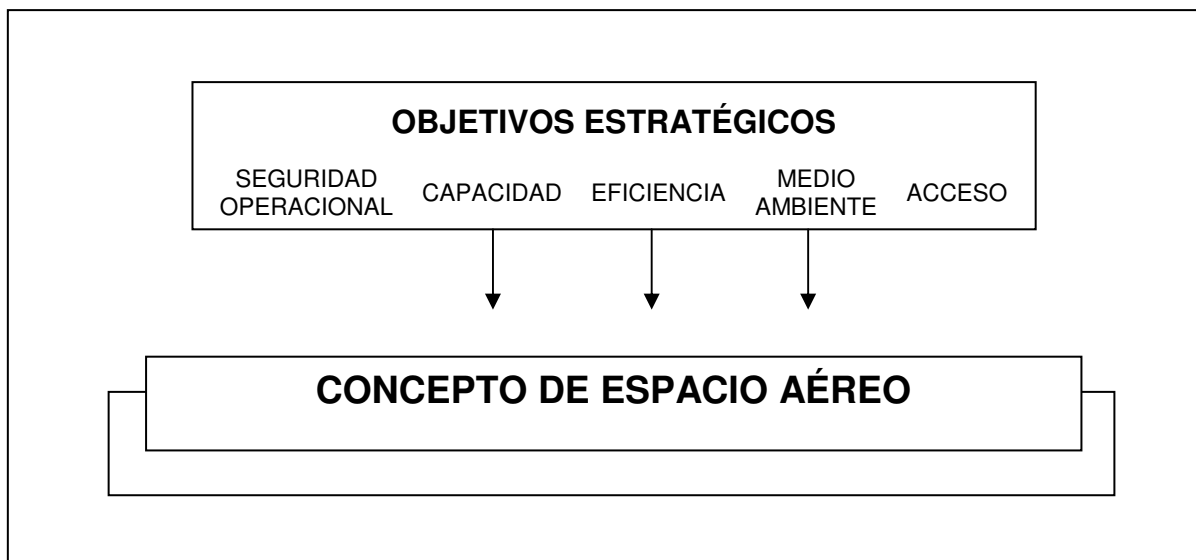 OBJETIVOS ESTRATÉGICOS
SEGURIDAD OPERACIONAL
CAPACIDAD
EFICIENCIA
MEDIO AMBIENTE
ACCESO
CONCEPTO DE ESPACIO AÉREO